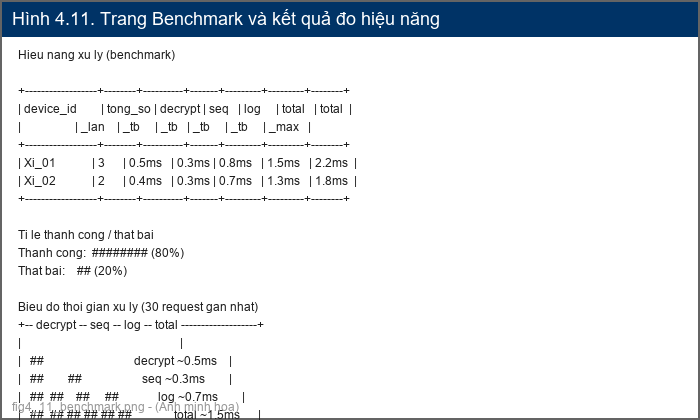 Hình 4.11. Trang Benchmark và kết quả đo hiệu năng
Hieu nang xu ly (benchmark)
+------------------+--------+----------+-------+---------+---------+--------+
| device_id | tong_so | decrypt | seq | log | total | total |
| | _lan | _tb | _tb | _tb | _tb | _max |
+------------------+--------+----------+-------+---------+---------+--------+
| Xi_01 | 3 | 0.5ms | 0.3ms | 0.8ms | 1.5ms | 2.2ms |
| Xi_02 | 2 | 0.4ms | 0.3ms | 0.7ms | 1.3ms | 1.8ms |
+------------------+--------+----------+-------+---------+---------+--------+
Ti le thanh cong / that bai
Thanh cong: ######## (80%)
That bai: ## (20%)
Bieu do thoi gian xu ly (30 request gan nhat)
+-- decrypt -- seq -- log -- total -------------------+
| |
| ## decrypt ~0.5ms |
| ## ## seq ~0.3ms |
| ## ## ## ## log ~0.7ms |
fig4_11_benchmark.png - (Ảnh minh họa)
| ## ## ## ## ## ## total ~1.5ms |